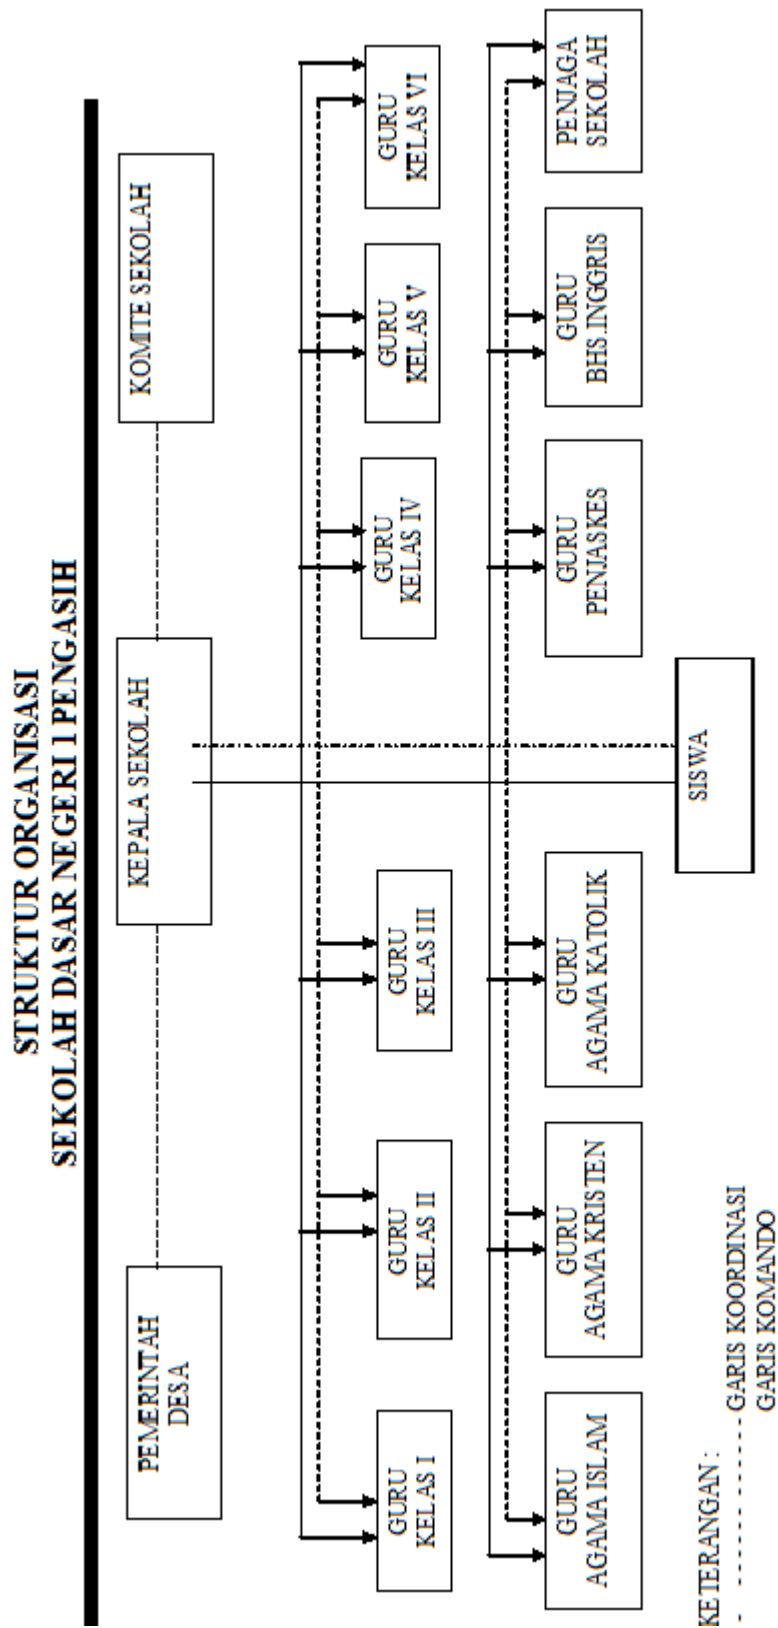 STRUKTUR ORGANISASI
SEKOLAH DASAR NEGERI 1 PENGASIH
PEMERINTAH
DESA
KEPALA SEKOLAH
KOMITE SEKOLAH
GURU
KELAS I
GURU
KELAS II
GURU
KELAS III
GURU
KELAS IV
GURU
KELAS V
GURU
KELAS VI
GURU
AGAMA ISLAM
GURU
AGAMA KRISTEN
GURU
AGAMA KATOLIK
GURU
PENJASKES
GURU
BHS.INGGRIS
PENJAGA
SEKOLAH
SISWA
KETERANGAN :
- - - - - - - - - - - - - GARIS KOORDINASI
GARIS KOMANDO